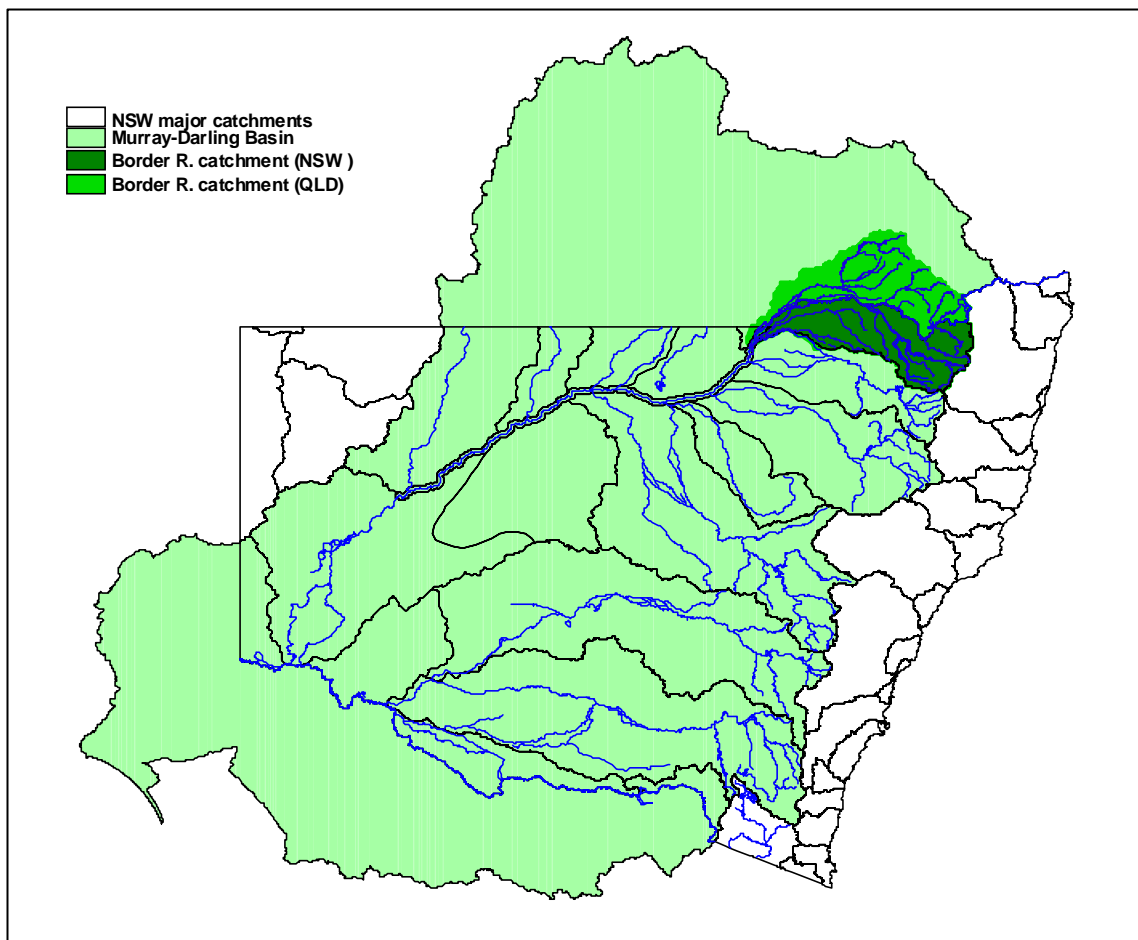 NSW major catchments
Murray-Darling Basin
Border R. catchment (NSW )
Border R. catchment (QLD)